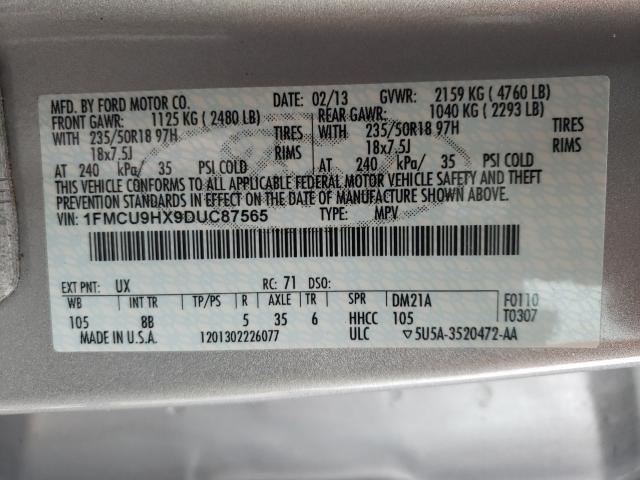 MFD. BY FORD MOTOR CO. DATE: 02/13 GVWR: 2159 KG ( 4760 LB)
FRONT GAWR: 1125 KG ( 2480 LB) REAR GAWR: 1040 KG ( 2293 LB)
WITH 235/50R18 97H TIRES WITH 235/50R18 97H TIRES
18x7.5J RIMS 18x7.5J RIMS
AT 240 kPa/ 35 PSI COLD AT 240 kPa/ 35 PSI COLD
THIS VEHICLE CONFORMS TO ALL APPLICABLE FEDERAL MOTOR VEHICLE SAFETY AND THEFT
PREVENTION STANDARDS IN EFFECT ON THE DATE OF MANUFACTURE SHOWN ABOVE.
VIN: 1FMCU9HX9DUC87565 TYPE: MPV
EXT PNT: UX RC: 71 DSO:
WB INT TR TP/PS R AXLE TR SPR DM21A F0110
105 8B 5 35 6 HHCC 105 T0307
MADE IN U.S.A. 1201302226077 ULC ▽5U5A-3520472-AA